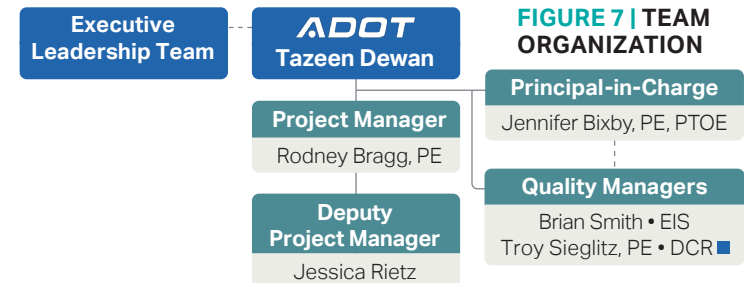 Executive
Leadership Team
ADOT
Tazeen Dewan
FIGURE 7 | TEAM
ORGANIZATION
Project Manager
Rodney Bragg, PE
Deputy
Project Manager
Jessica Rietz
Principal-in-Charge
Jennifer Bixby, PE, PTOE
Quality Managers
Brian Smith • EIS
Troy Sieglitz, PE • DCR